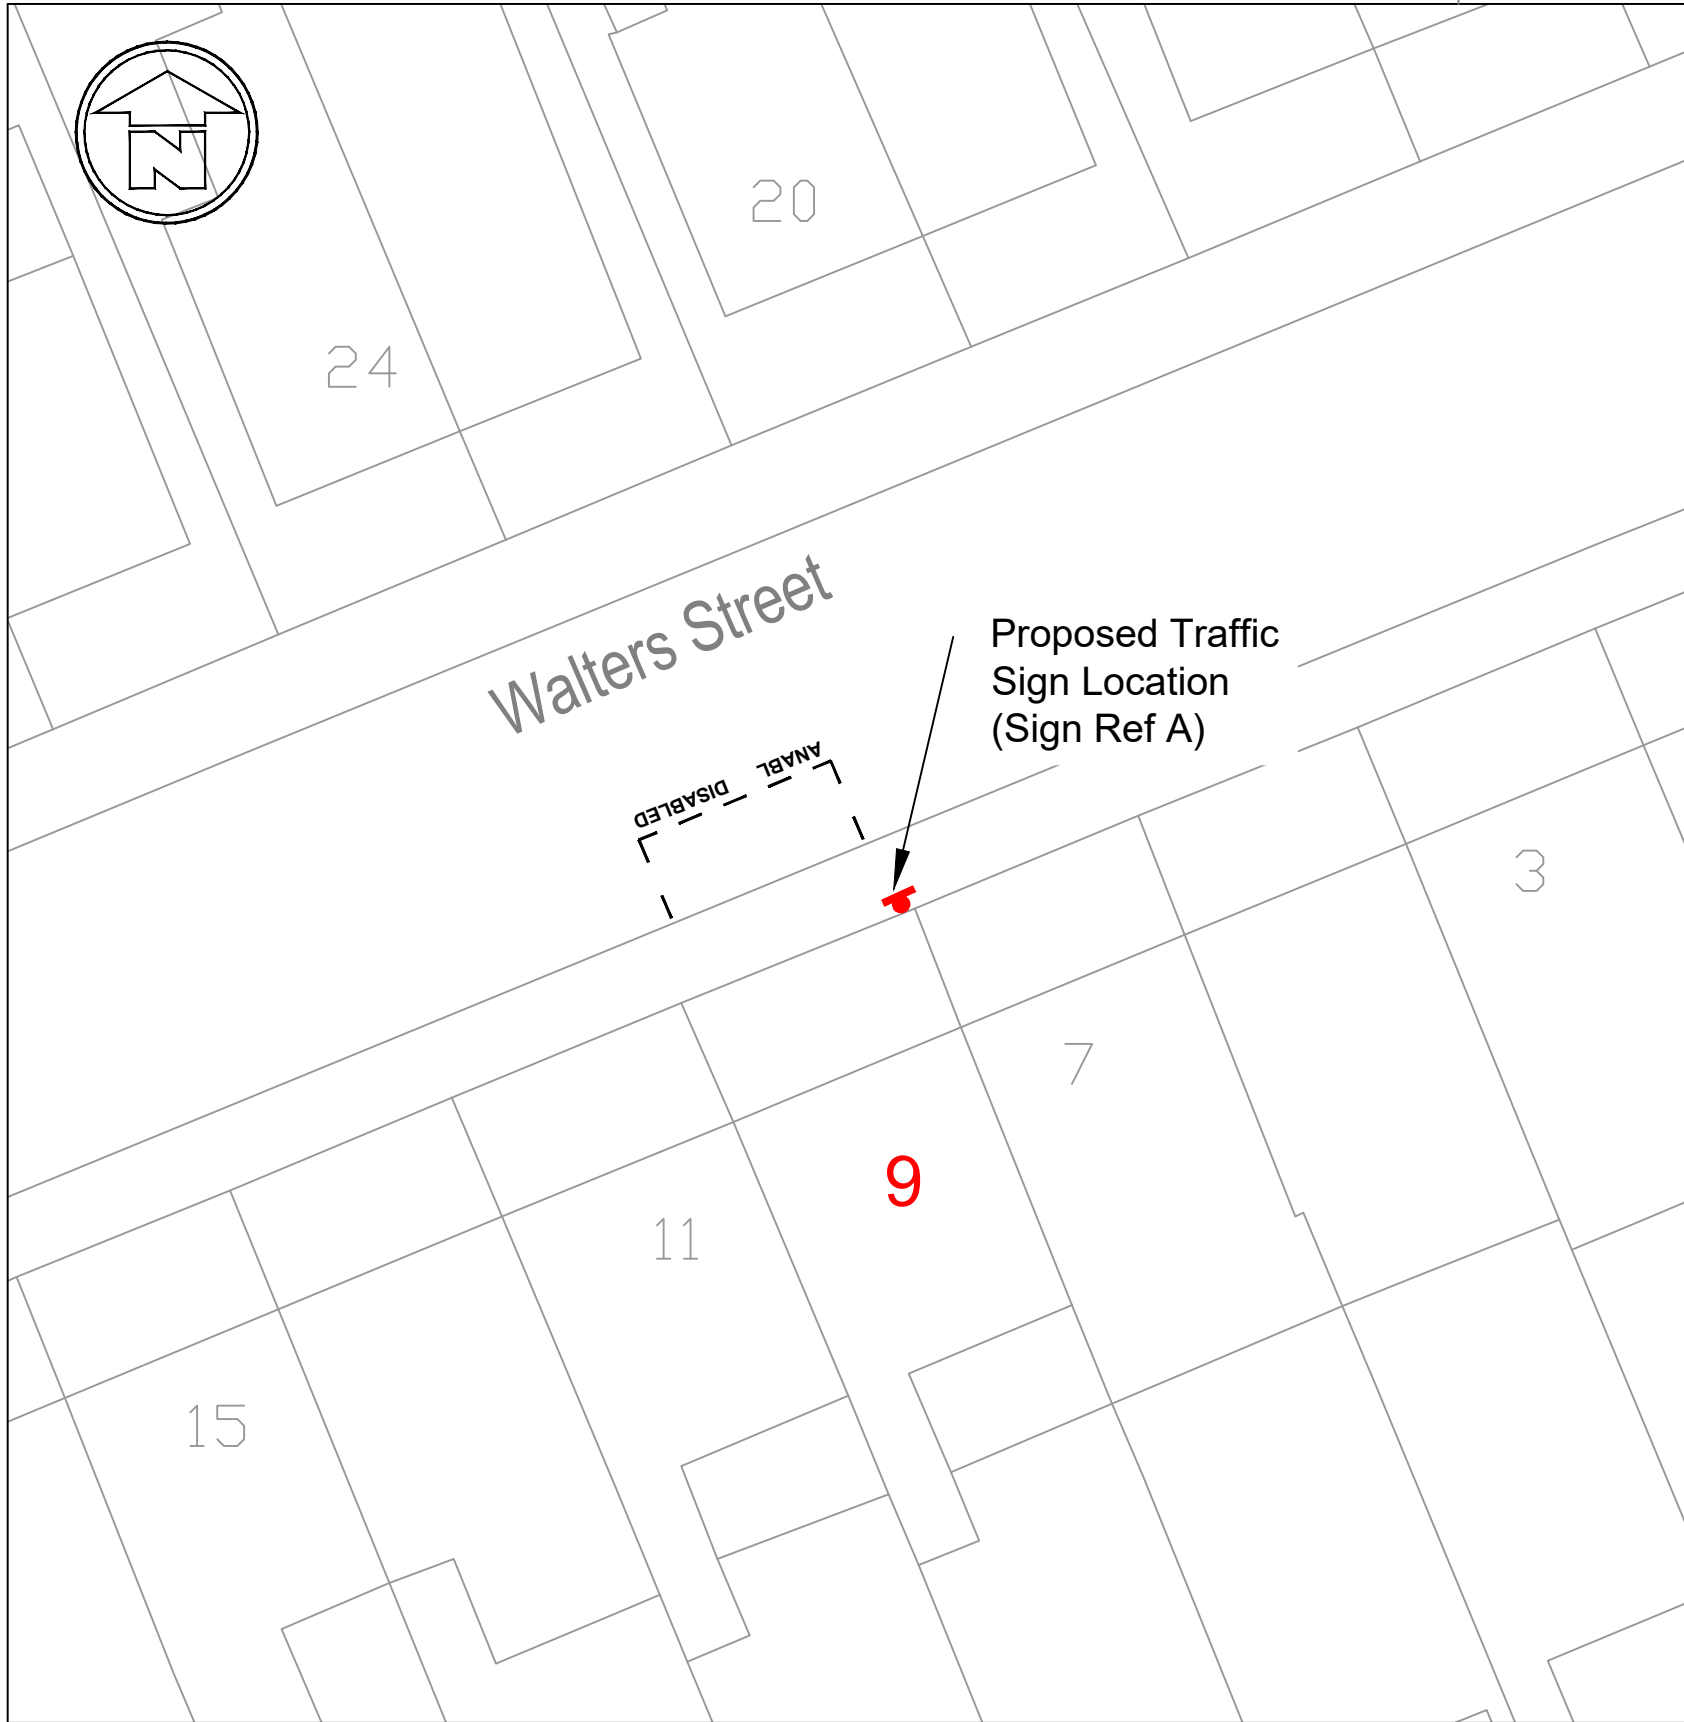 N
20
24
Walters Street
Proposed Traffic
Sign Location
(Sign Ref A)
ANABL
DISABLED
3
7
9
11
15